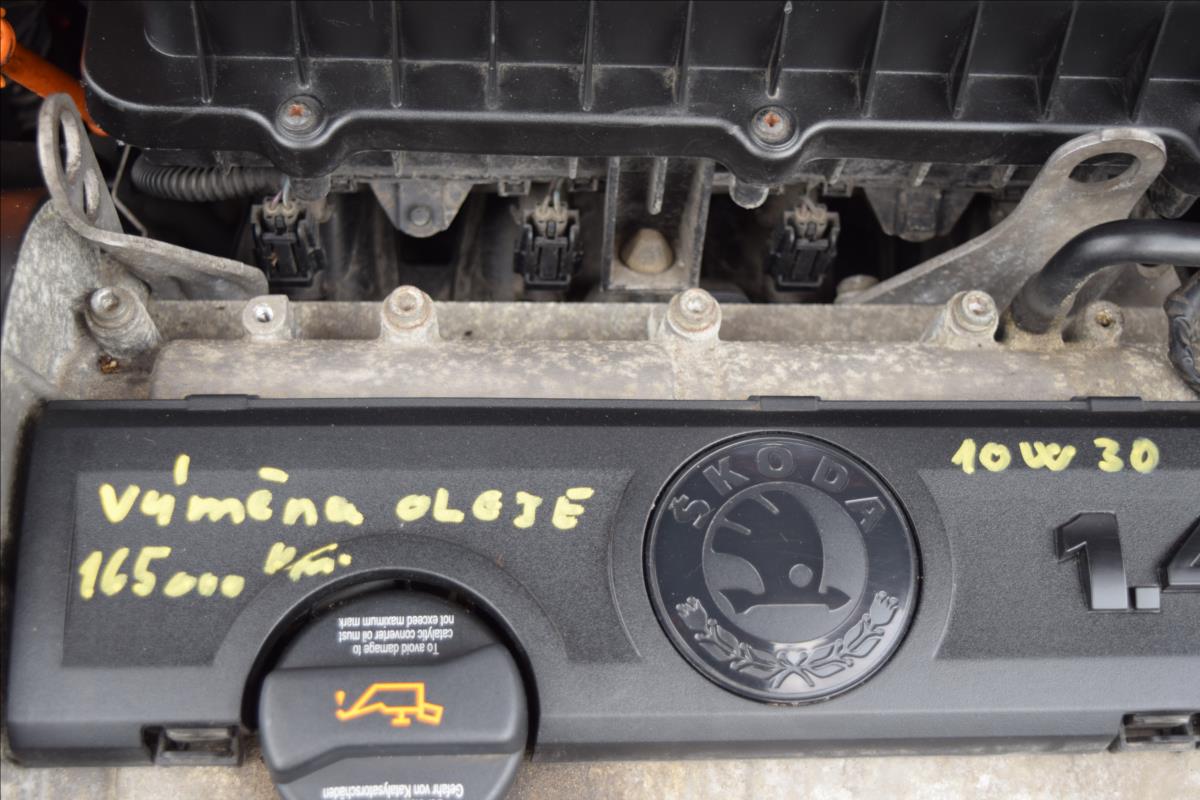 ŠKODA
10W30
Výměna OLEJE
165000 km.
1.4
To avoid damage to
catalytic converter oil must
not exceed maximum mark
Gefahr von Katalysatorschäden